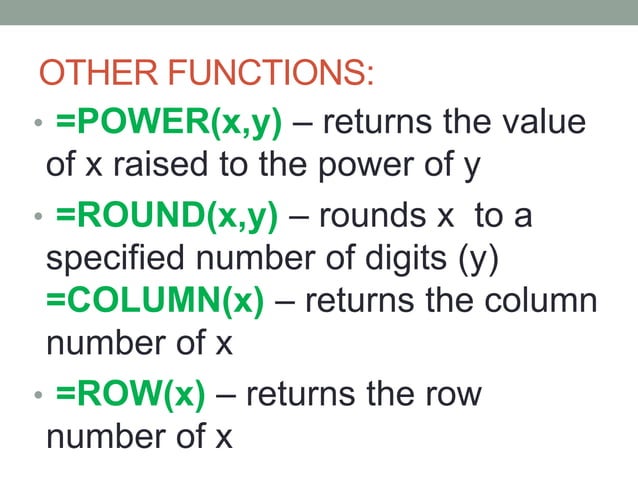 OTHER FUNCTIONS:
• =POWER(x,y) – returns the value
of x raised to the power of y
• =ROUND(x,y) – rounds x  to a
specified number of digits (y)
=COLUMN(x) – returns the column
number of x
• =ROW(x) – returns the row
number of x